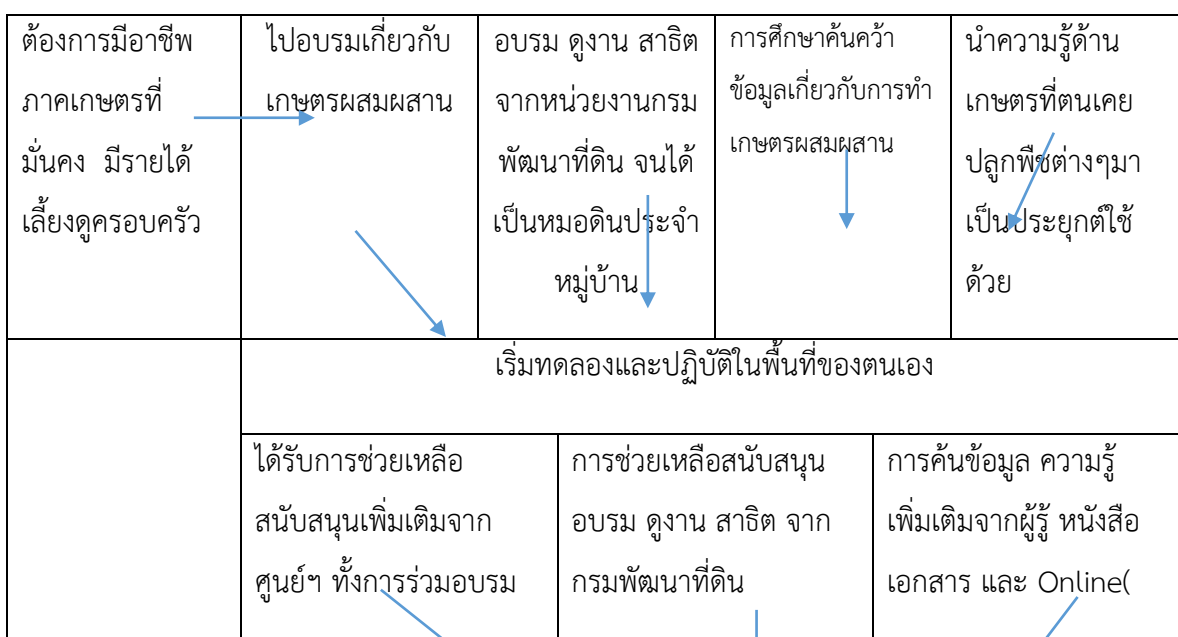 ต้องการมีอาชีพ
ภาคเกษตรที่
มั่นคง มีรายได้
เลี้ยงดูครอบครัว
ไปอบรมเกี่ยวกับ
เกษตรผสมผสาน
อบรม ดูงาน สาธิต
จากหน่วยงานกรม
พัฒนาที่ดิน จนได้
เป็นหมอดินประจำ
หมู่บ้าน
การศึกษาค้นคว้า
ข้อมูลเกี่ยวกับการทำ
เกษตรผสมผสาน
นำความรู้ด้าน
เกษตรที่ตนเคย
ปลูกพืชต่างๆมา
เป็นประยุกต์ใช้
ด้วย
เริ่มทดลองและปฏิบัติในพื้นที่ของตนเอง
ได้รับการช่วยเหลือ
สนับสนุนเพิ่มเติมจาก
ศูนย์ฯ ทั้งการร่วมอบรม
การช่วยเหลือสนับสนุน
อบรม ดูงาน สาธิต จาก
กรมพัฒนาที่ดิน
การค้นข้อมูล ความรู้
เพิ่มเติมจากผู้รู้ หนังสือ
เอกสาร และ Online(